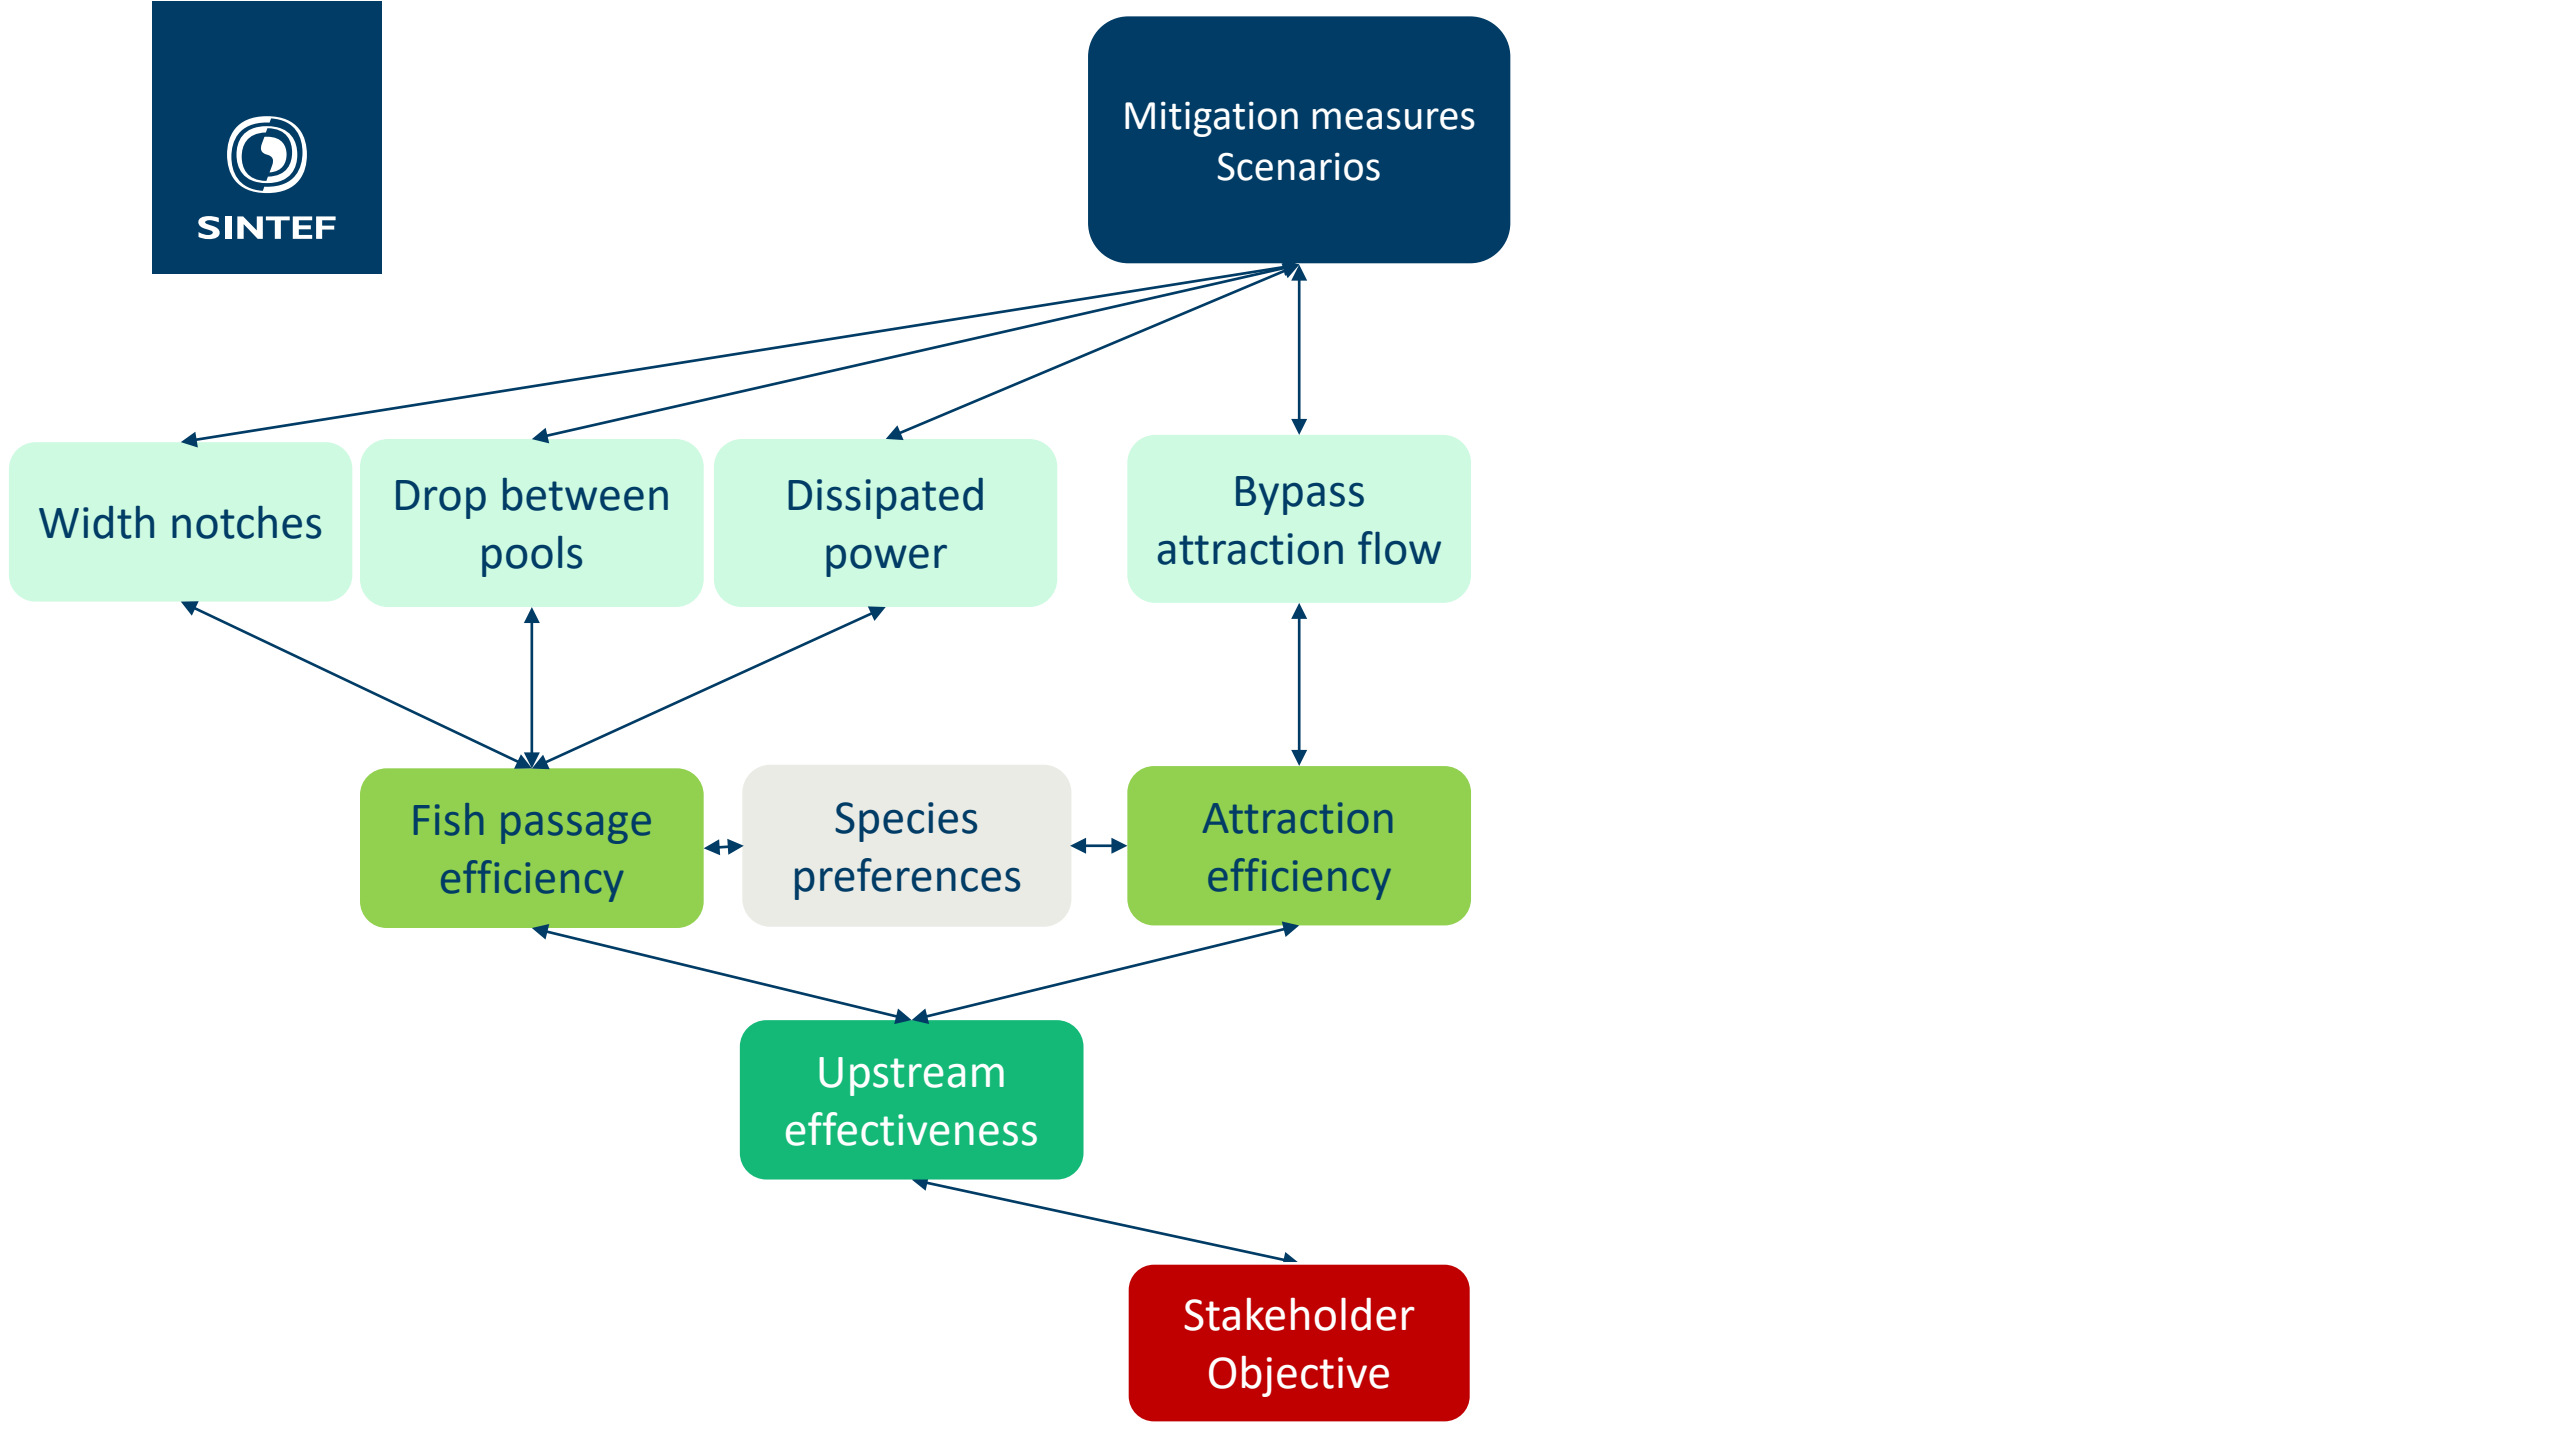 SINTEF
Mitigation measures
Scenarios
Width notches
Drop between
pools
Dissipated
power
Bypass
attraction flow
Fish passage
efficiency
Species
preferences
Attraction
efficiency
Upstream
effectiveness
Stakeholder
Objective